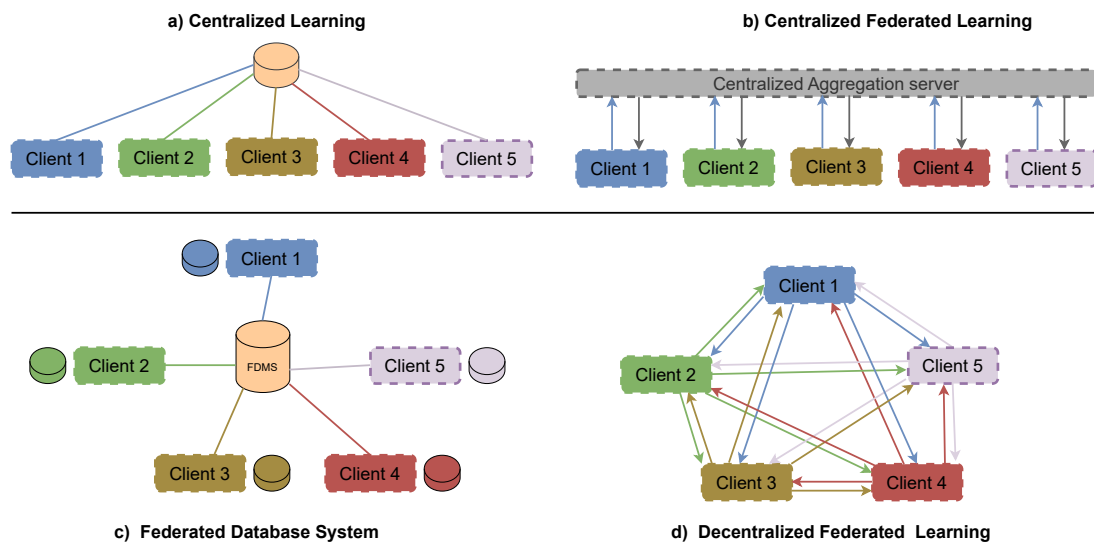 a) Centralized Learning
Client 1
Client 2
Client 3
Client 4
Client 5
b) Centralized Federated Learning
Centralized Aggregation server
Client 1
Client 2
Client 3
Client 4
Client 5
Client 1
Client 2
FDMS
Client 5
Client 3
Client 4
c) Federated Database System
Client 1
Client 2
Client 5
Client 3
Client 4
d) Decentralized Federated Learning